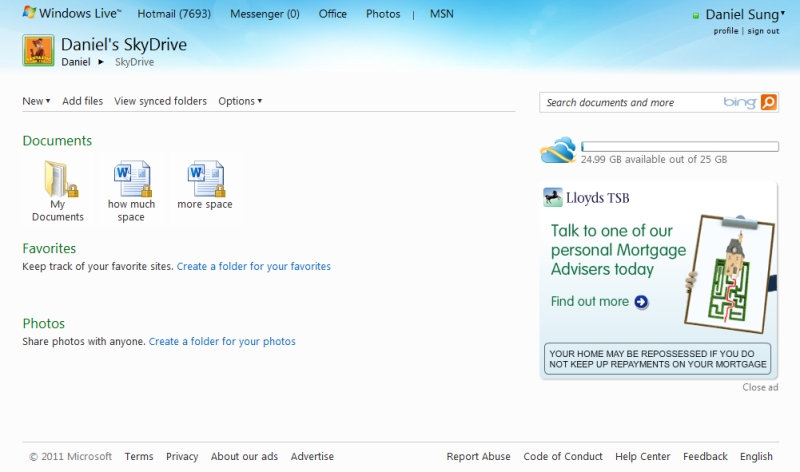 Windows Live™ Hotmail (7693) Messenger (0) Office Photos | MSN Daniel Sung
profile | sign out
Daniel's SkyDrive
Daniel ► SkyDrive
New Add files View synced folders Options
Search documents and more bing
24.99 GB available out of 25 GB
Documents
My
Documents
how much
space
more space
Favorites
Keep track of your favorite sites. Create a folder for your favorites
Photos
Share photos with anyone. Create a folder for your photos
Lloyds TSB
Talk to one of our
personal Mortgage
Advisers today
Find out more
YOUR HOME MAY BE REPOSSESSED IF YOU DO
NOT KEEP UP REPAYMENTS ON YOUR MORTGAGE
Close ad
© 2011 Microsoft Terms Privacy About our ads Advertise Report Abuse Code of Conduct Help Center Feedback English